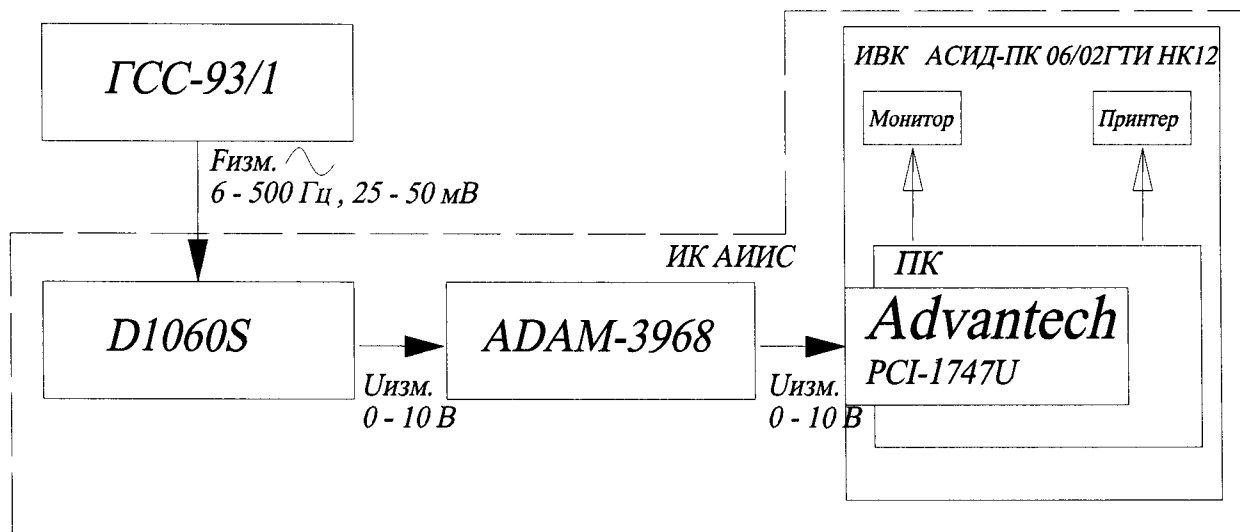 ГСС-93/1
Fизм.
6 - 500 Гц , 25 - 50 мВ
ИВК АСИД-ПК 06/02ГТИ НК12
Монитор
Принтер
ИК АИИС
ПК
D1060S
ADAM-3968
Advantech
PCI-1747U
Uизм.
0 - 10 В
Uизм.
0 - 10 В